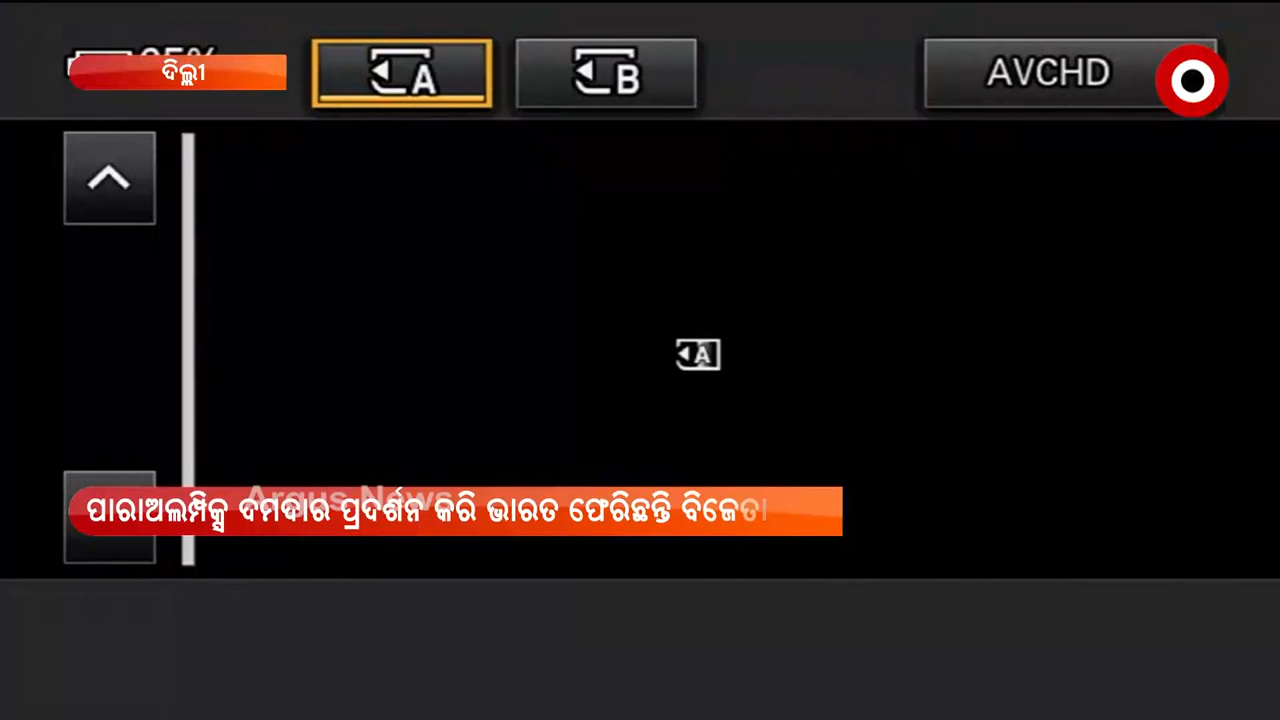 ଦିଲ୍ଲୀ
A
B
AVCHD
A
Argus News
ପାରାଅଲମ୍ପିକ୍ସ ଦମଦାର ପ୍ରଦର୍ଶନ କରି ଭାରତ ଫେରିଛନ୍ତି ବିଜେତା